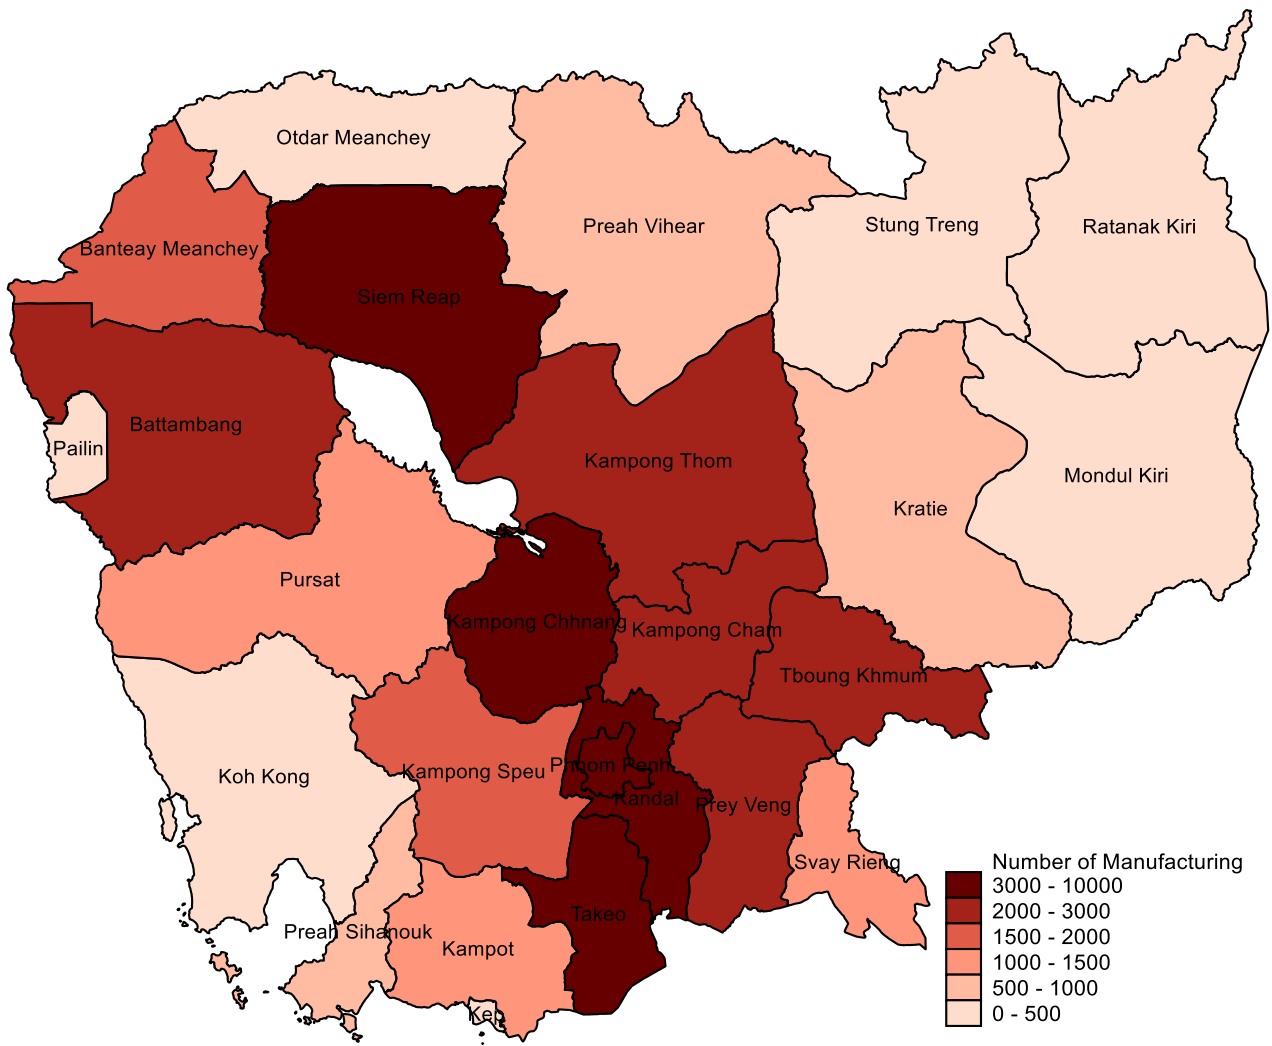 Otdar Meanchey
Preah Vihear
Stung Treng
Ratanak Kiri
Banteay Meanchey
Siem Reap
Battambang
Pailin
Kampong Thom
Mondul Kiri
Kratie
Pursat
Kampong Chhnang
Kampong Cham
Tboung Khmum
Koh Kong
Kampong Speu
Phnom Penh
Kandal
Prey Veng
Svay Rieng
Takeo
Preah Sihanouk
Kampot
Kep
Number of Manufacturing
3000 - 10000
2000 - 3000
1500 - 2000
1000 - 1500
500 - 1000
0 - 500